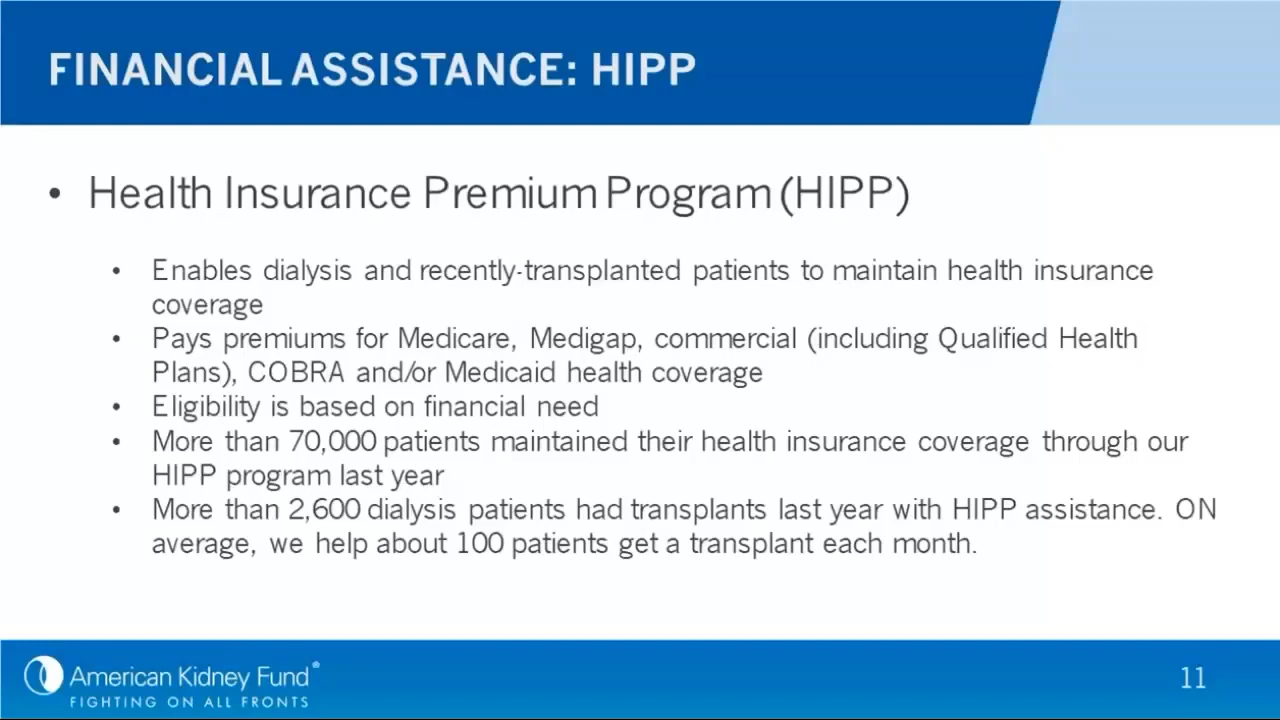 FINANCIAL ASSISTANCE: HIPP
• Health Insurance Premium Program (HIPP)
• Enables dialysis and recently-transplanted patients to maintain health insurance
coverage
• Pays premiums for Medicare, Medigap, commercial (including Qualified Health
Plans), COBRA and/or Medicaid health coverage
• Eligibility is based on financial need
• More than 70,000 patients maintained their health insurance coverage through our
HIPP program last year
• More than 2,600 dialysis patients had transplants last year with HIPP assistance. ON
average, we help about 100 patients get a transplant each month.
American Kidney Fund®
FIGHTING ON ALL FRONTS
11